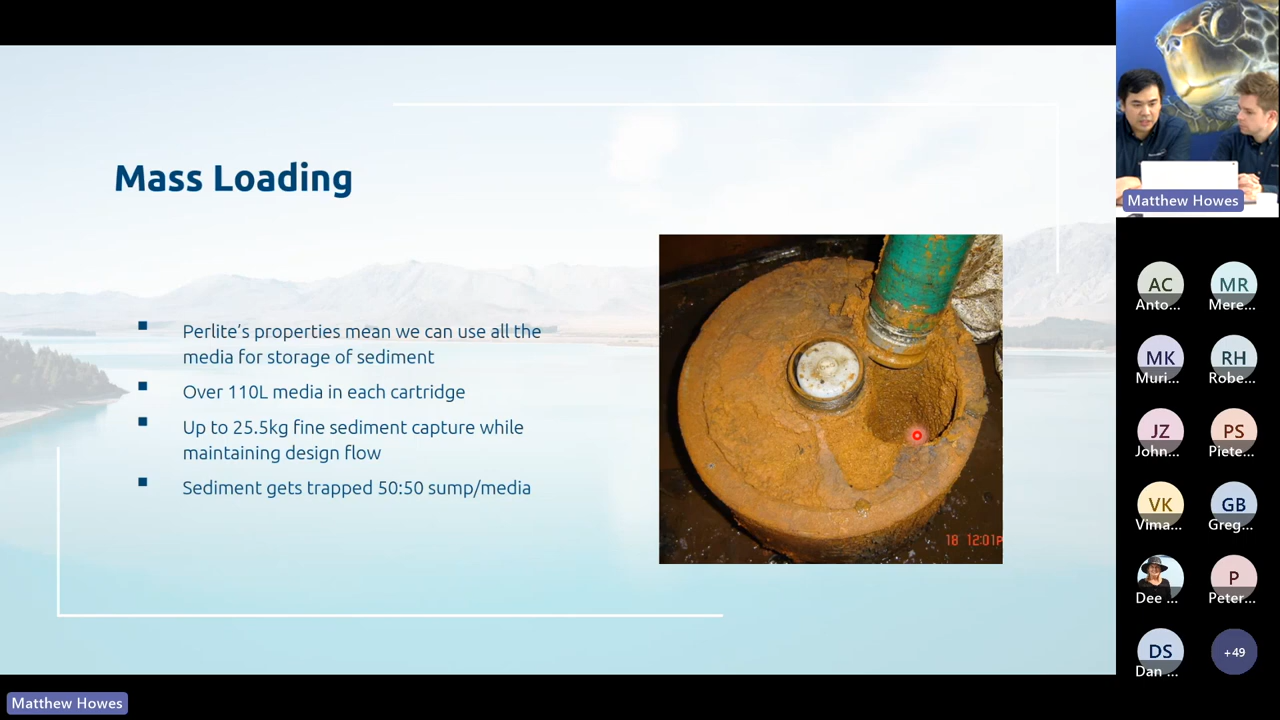 Mass Loading
Perlite's properties mean we can use all the
media for storage of sediment
Over 110L media in each cartridge
Up to 25.5kg fine sediment capture while
maintaining design flow
Sediment gets trapped 50:50 sump/media
18 12:01P
Matthew Howes
AC
Anto...
MR
Mere...
MK
Muri...
RH
Robe...
JZ
John...
PS
Piete...
VK
Vima...
GB
Greg...
Dee ...
P
Peter...
DS
Dan ...
+49
Matthew Howes